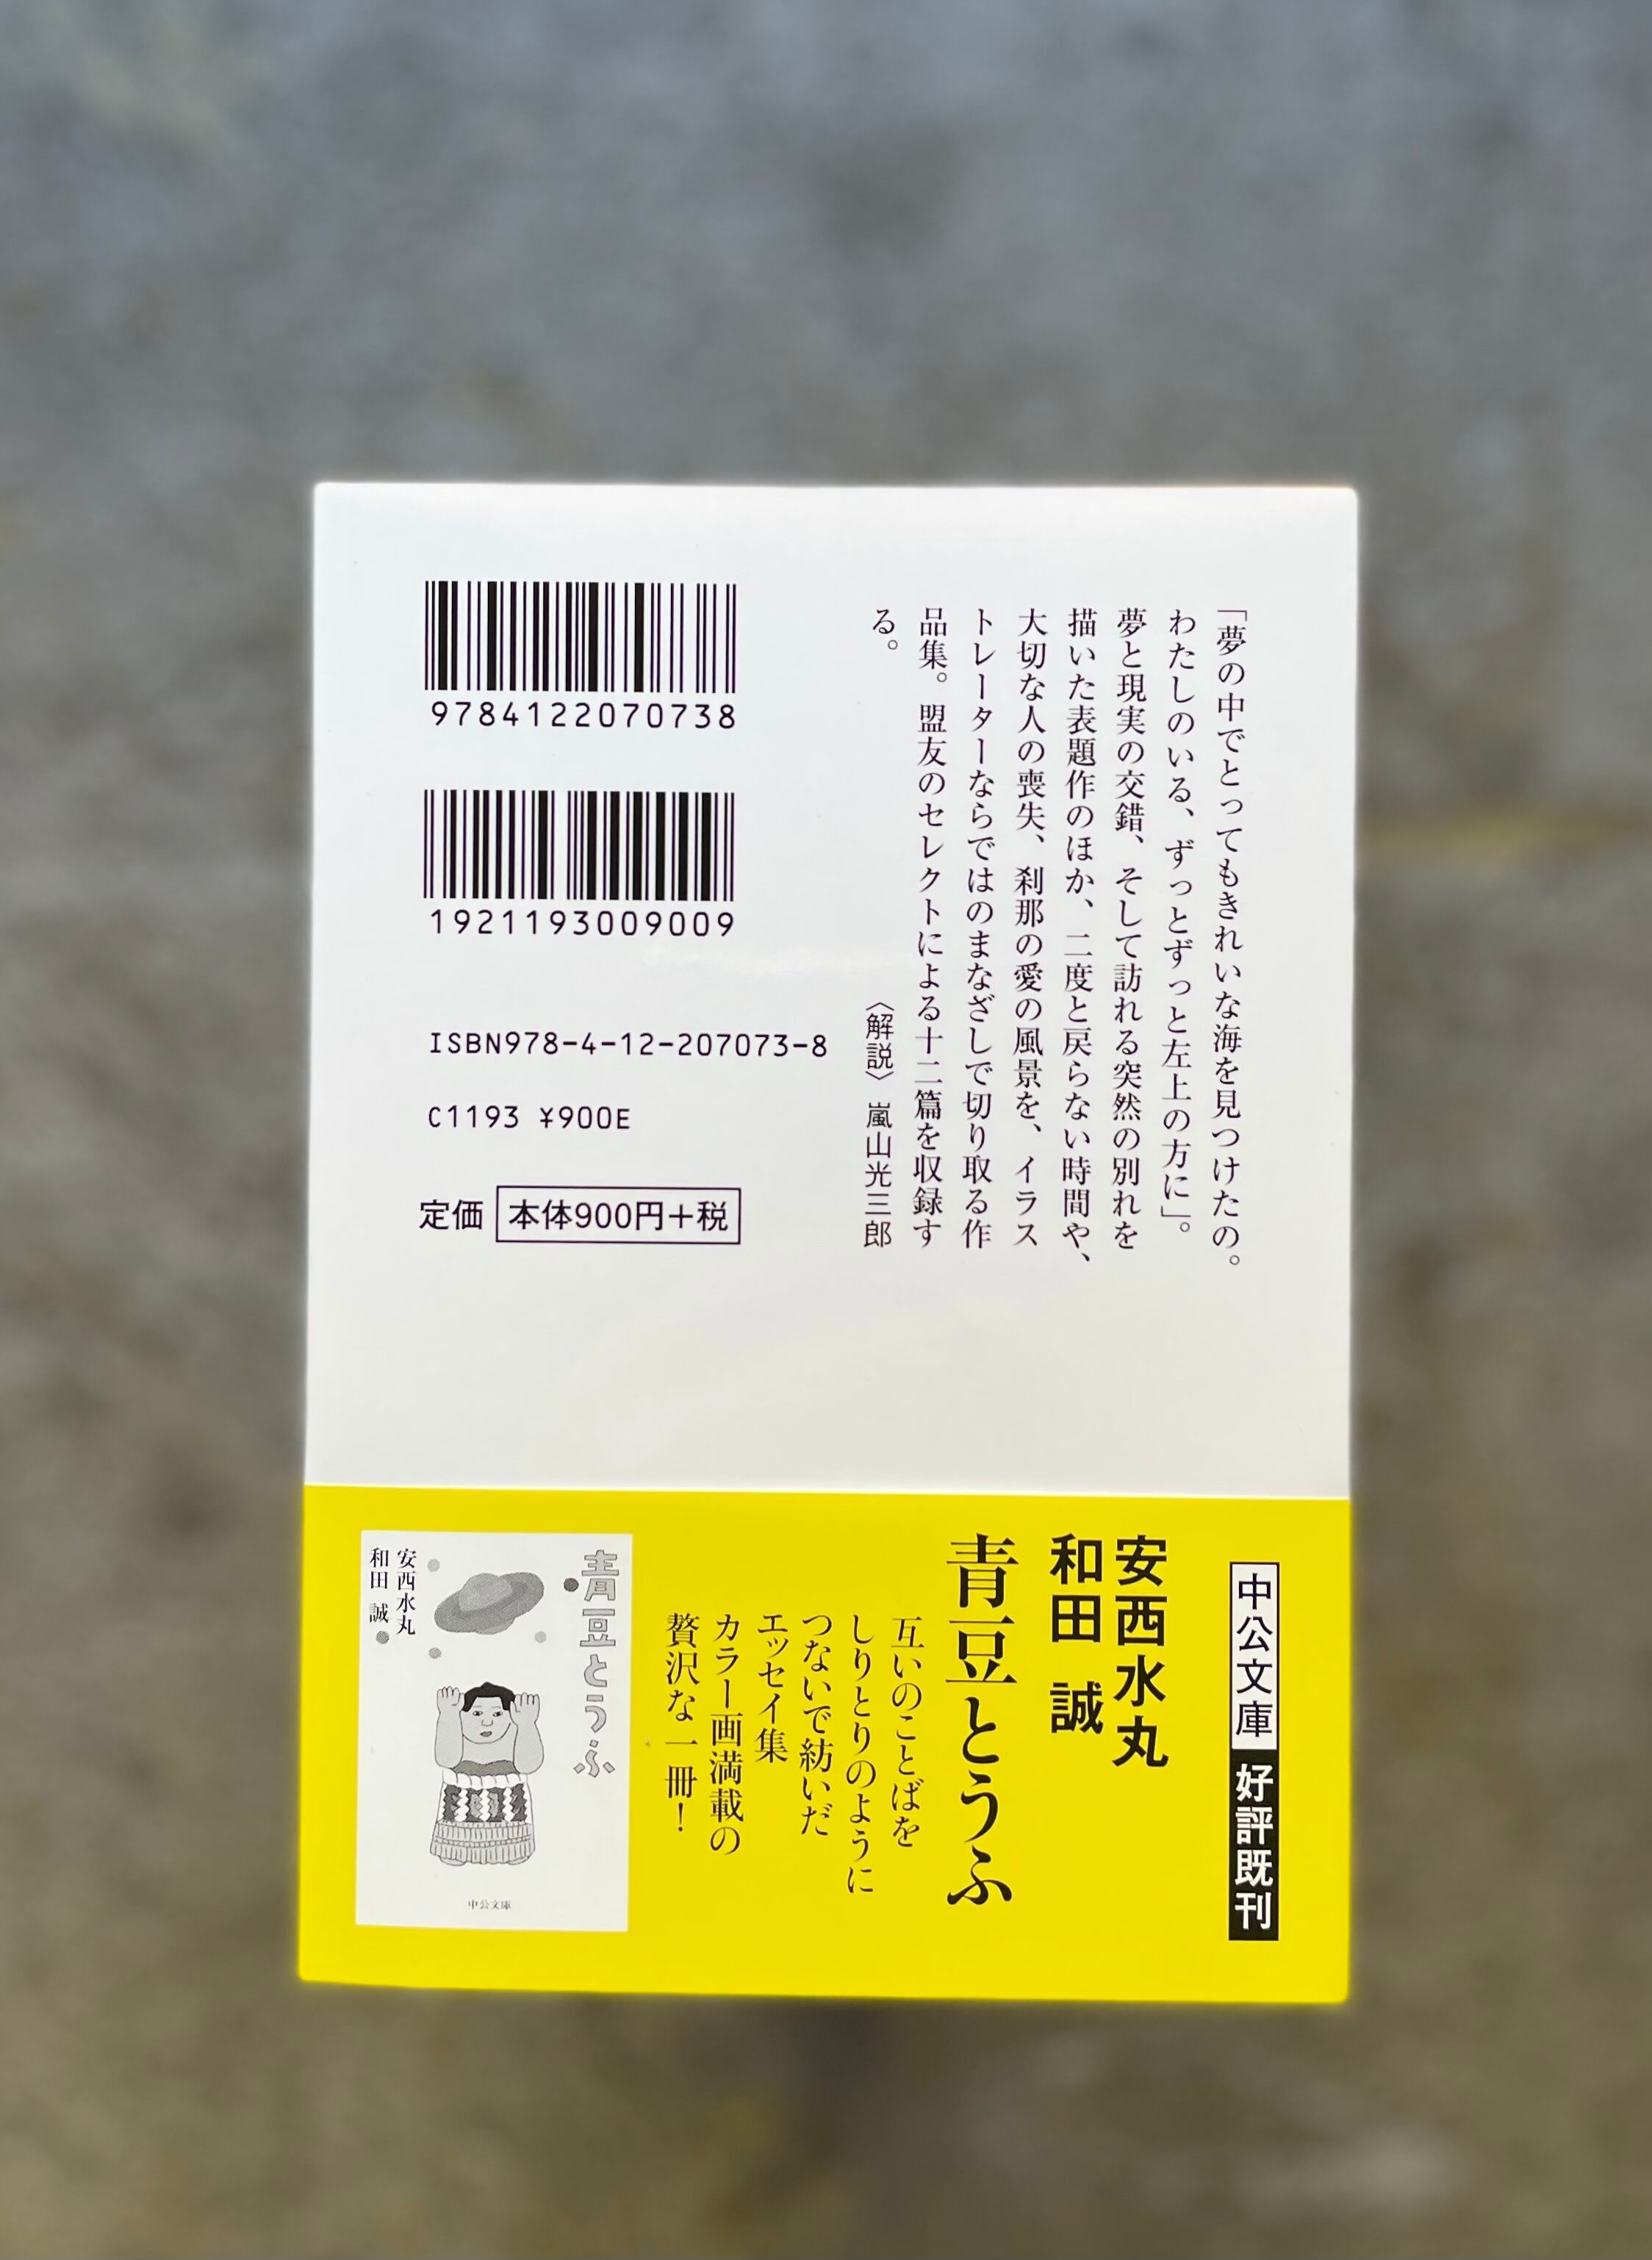 「夢の中でとってもきれいな海を見つけたの。
わたしのいる、ずっとずっと左上の方に」。
夢と現実の交錯、そして訪れる突然の別れを
描いた表題作のほか、二度と戻らない時間や、
大切な人の喪失、刹那の愛の風景を、イラス
トレーターならではのまなざしで切り取る作
品集。盟友のセレクトによる十二篇を収録す
る。
〈解説〉嵐山光三郎
9784122070738
1921193009009
ISBN978-4-12-207073-8
C1193 ¥900E
定価 本体900円+税
中公文庫 好評既刊
安西水丸
和田 誠
青豆とうふ
互いのことばを
しりとりのように
つないで紡いだ
エッセイ集
カラー画満載の
贅沢な一冊!
青豆とうふ
安西水丸
和田 誠
中公文庫